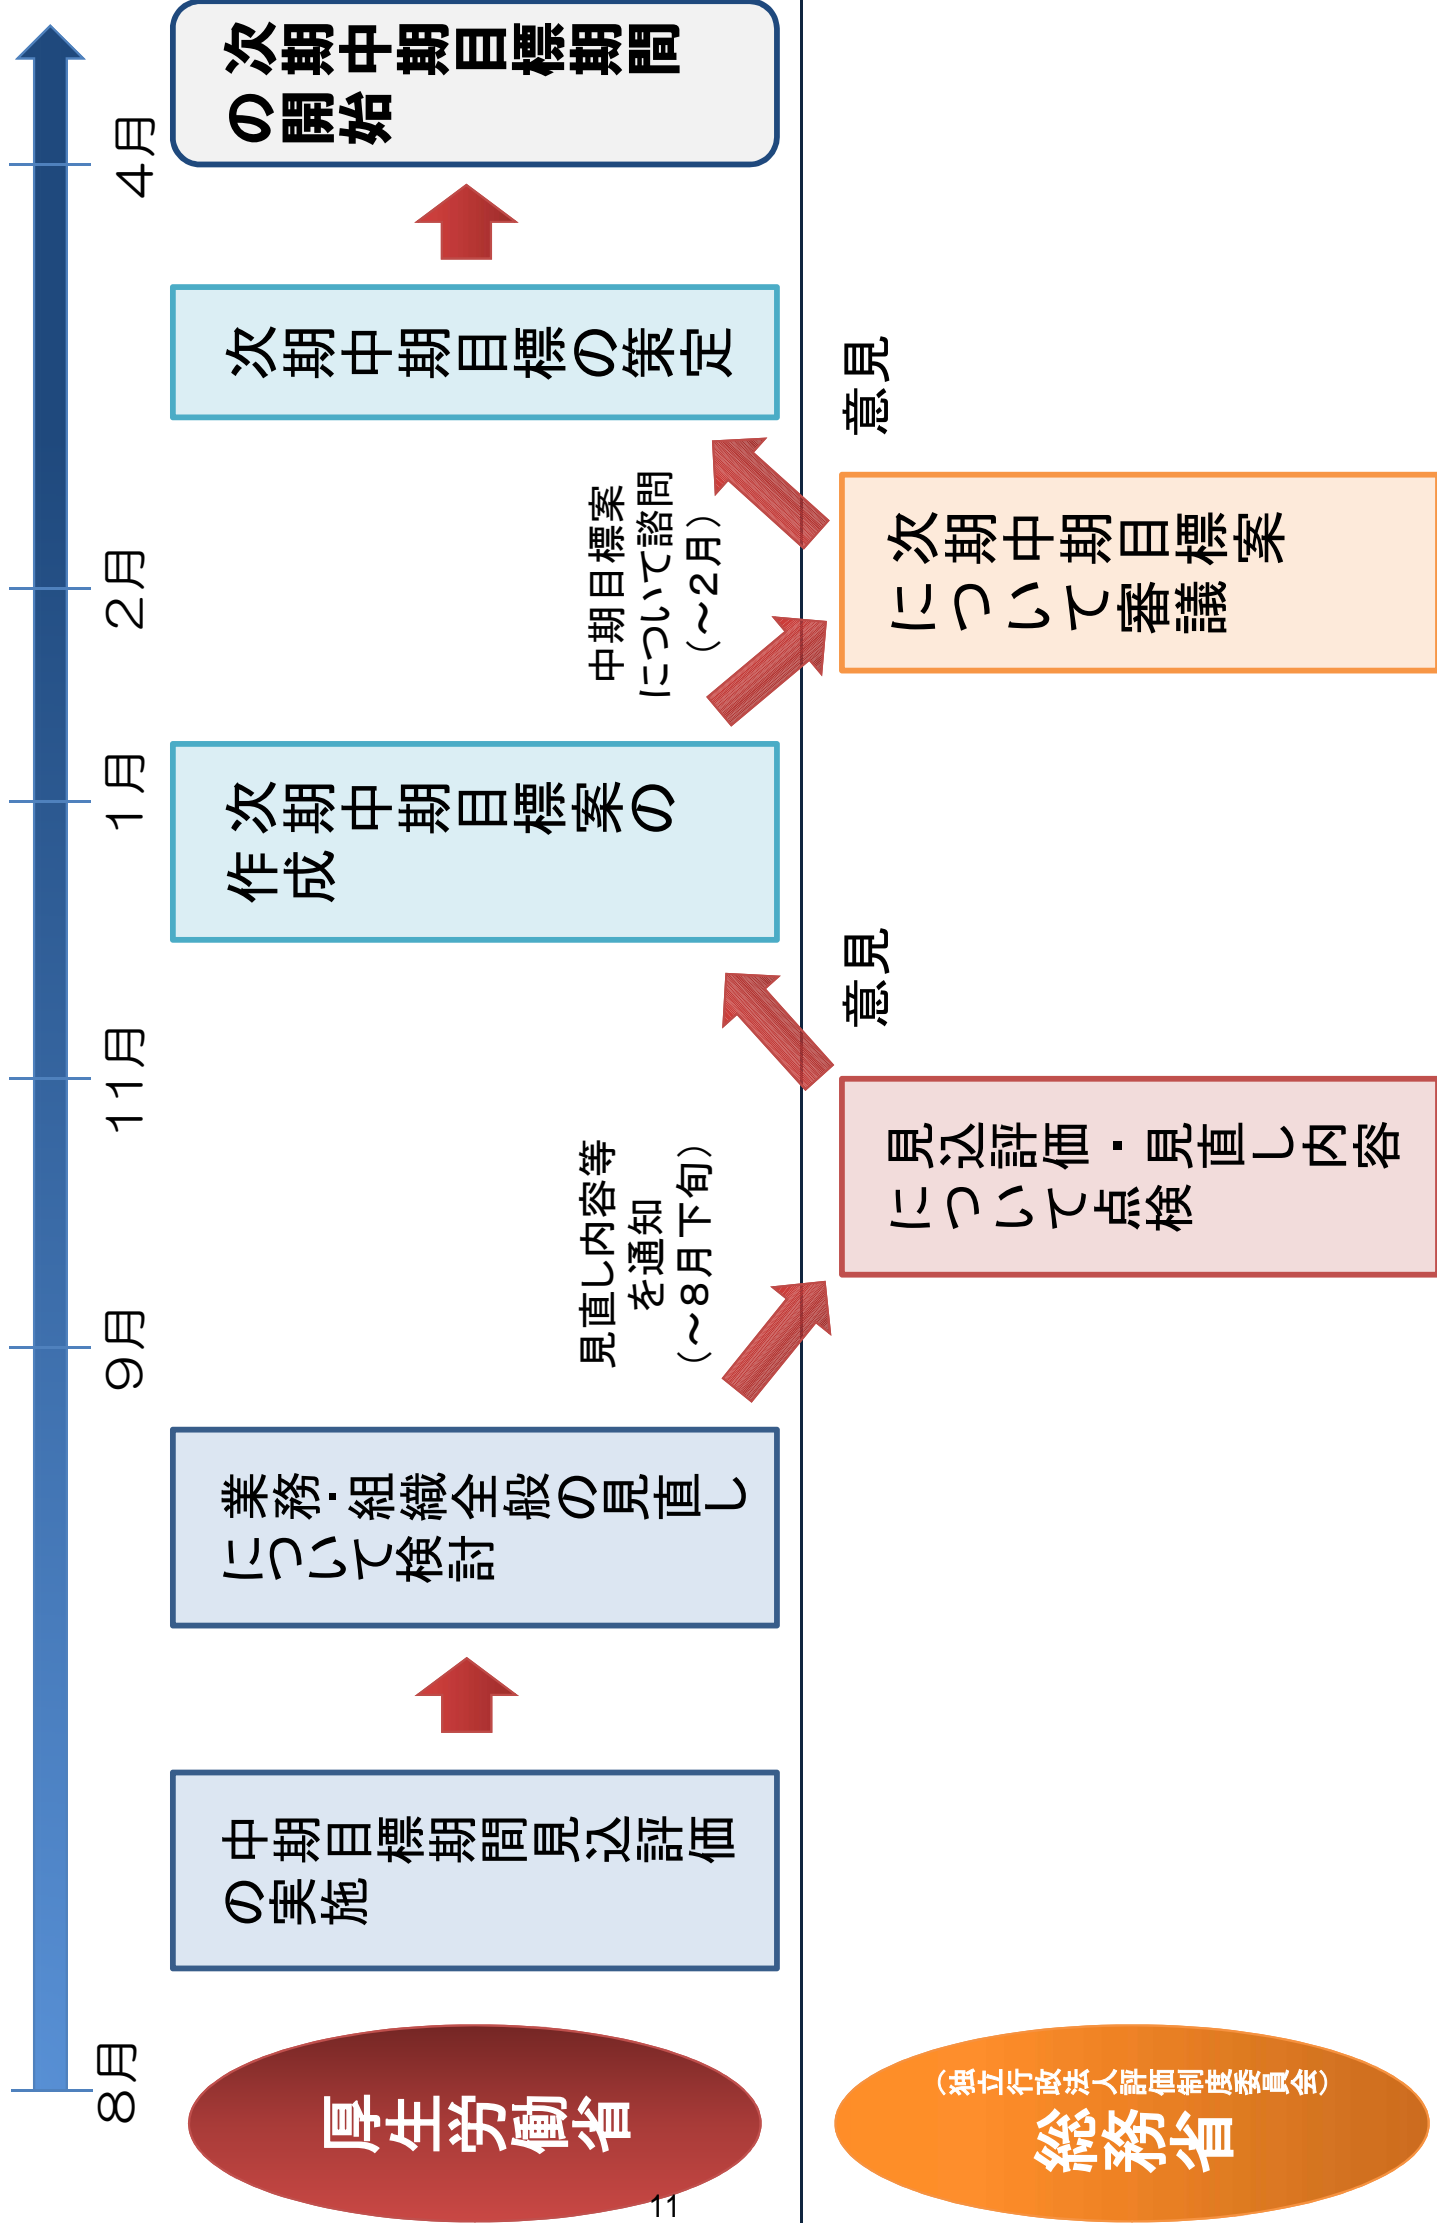 ８月
９月
１１月
１月
２月
４月
厚生労働省
中期目標期間見込評価
の実施
業務・組織全般の見直し
について検討
見直し内容等
を通知
（～８月下旬）
次期中期目標案の
作成
中期目標案
について諮問
（～２月）
次期中期目標の策定
次期中期目標期間
の開始
（独立行政法人評価制度委員会）
総務省
見込評価・見直し内容
について点検
意見
次期中期目標案
について審議
意見
11